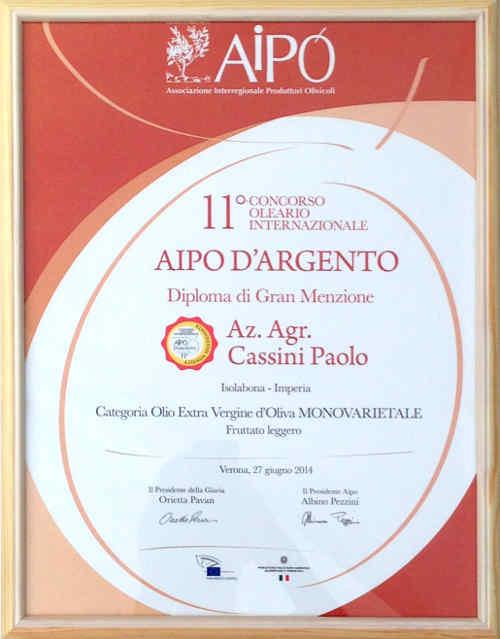 AIPÓ
Associazione Interregionale Produttori Olivicoli
11° CONCORSO
OLEARIO
INTERNAZIONALE
AIPO D'ARGENTO
Diploma di Gran Menzione
Az. Agr.
Cassini Paolo
Isolabona - Imperia
Categoria Olio Extra Vergine d'Oliva MONOVARIETALE
Fruttato leggero
Verona, 27 giugno 2014
Il Presidente della Giuria
Orietta Pavan
Il Presidente Aipo
Albino Pezzini